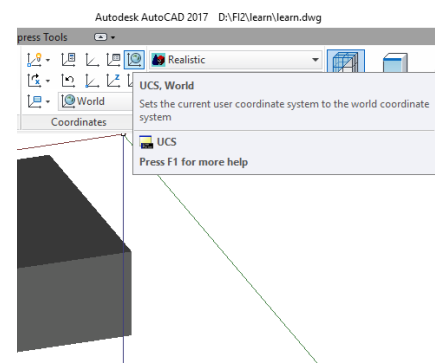 Autodesk AutoCAD 2017 D:\FI2\learn\learn.dwg
press Tools
Realistic
World
Coordinates
UCS, World
Sets the current user coordinate system to the world coordinate
system
UCS
Press F1 for more help